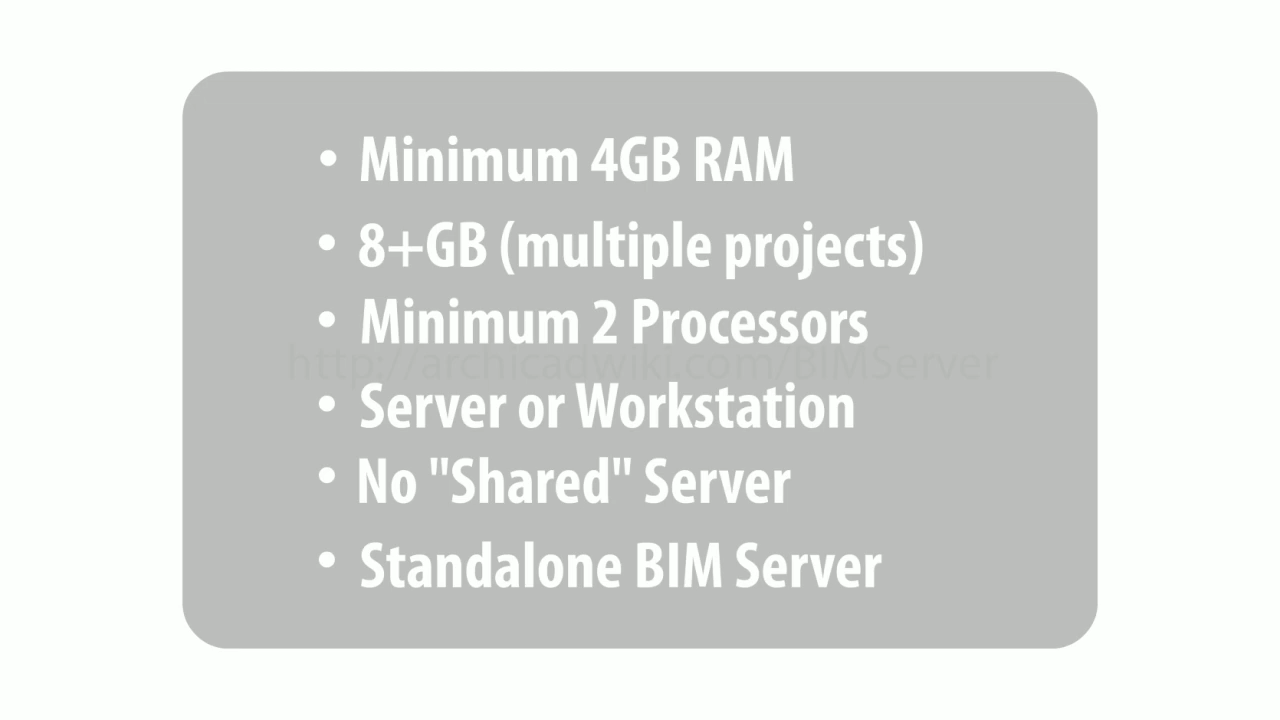 • Minimum 4GB RAM
• 8+GB (multiple projects)
• Minimum 2 Processors
http://archicadwiki.com/BIMServer
• Server or Workstation
• No "Shared" Server
• Standalone BIM Server